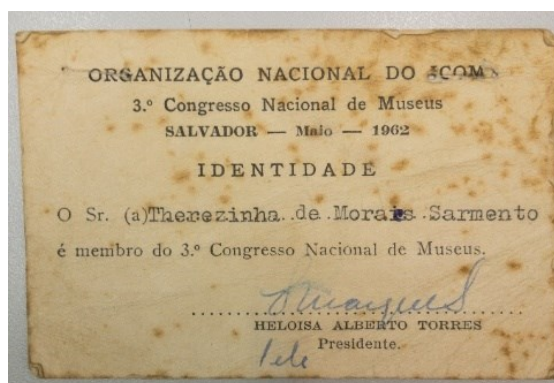 ORGANIZAÇÃO NACIONAL DO ICOM
3.º Congresso Nacional de Museus
SALVADOR — Maio — 1962
IDENTIDADE
O Sr. (a) Therezinha de Morais Sarmento
é membro do 3.º Congresso Nacional de Museus.
HELOISA ALBERTO TORRES
Presidente.